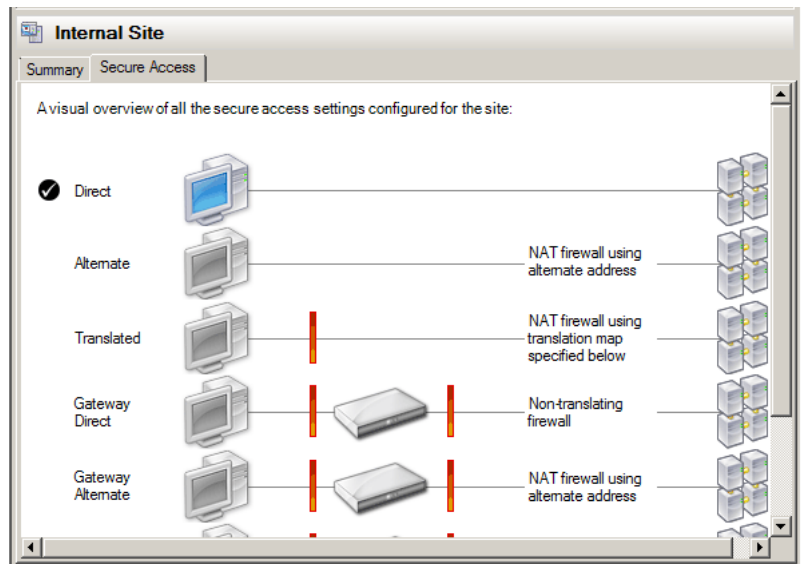 Internal Site
Summary Secure Access
A visual overview of all the secure access settings configured for the site:
Direct
Alternate
NAT firewall using
alternate address
Translated
NAT firewall using
translation map
specified below
Gateway
Direct
Non-translating
firewall
Gateway
Alternate
NAT firewall using
alternate address